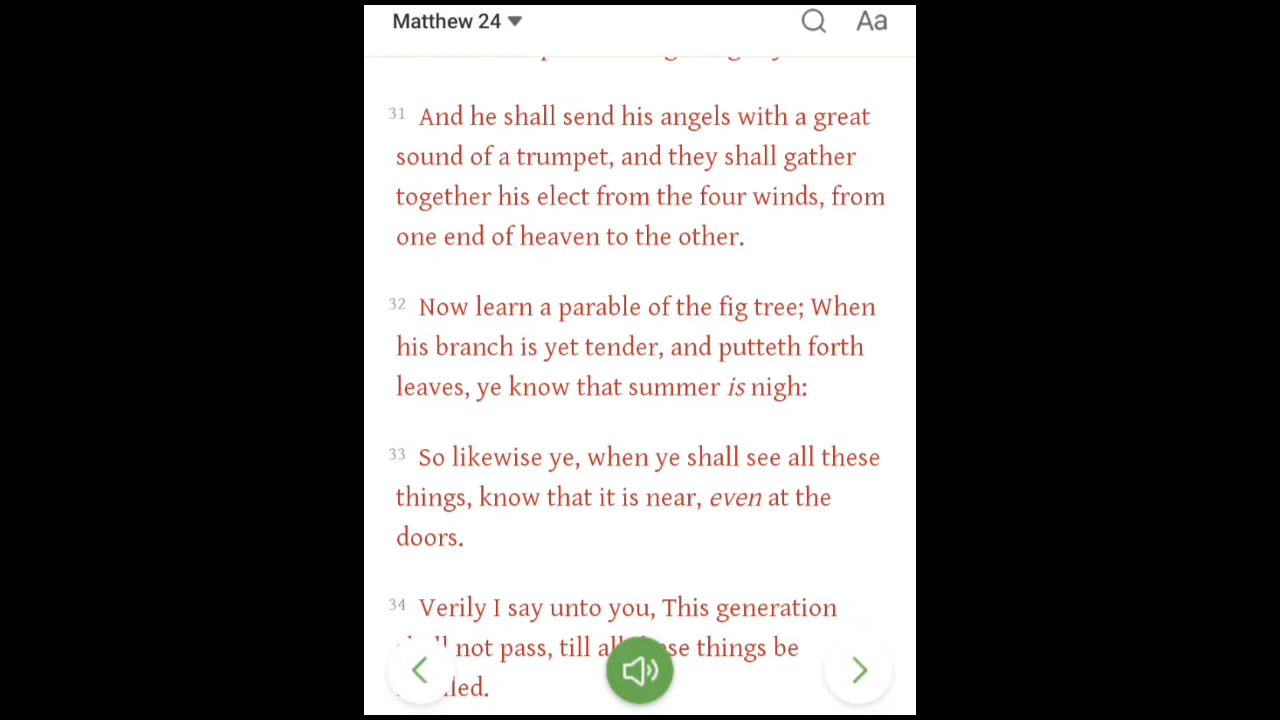 Matthew 24
Aa
31 And he shall send his angels with a great
sound of a trumpet, and they shall gather
together his elect from the four winds, from
one end of heaven to the other.
32 Now learn a parable of the fig tree; When
his branch is yet tender, and putteth forth
leaves, ye know that summer is nigh:
33 So likewise ye, when ye shall see all these
things, know that it is near, even at the
doors.
34 Verily I say unto you, This generation
not pass, till all things be